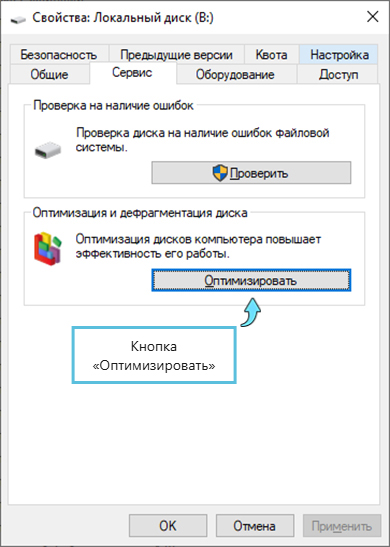 Свойства: Локальный диск (B:)
Безопасность Предыдущие версии Квота Настройка
Общие Сервис Оборудование Доступ
Проверка на наличие ошибок
Проверка диска на наличие ошибок файловой
системы.
Проверить
Оптимизация и дефрагментация диска
Оптимизация дисков компьютера повышает
эффективность его работы.
Оптимизировать
Кнопка
«Оптимизировать»
OK Отмена Применить